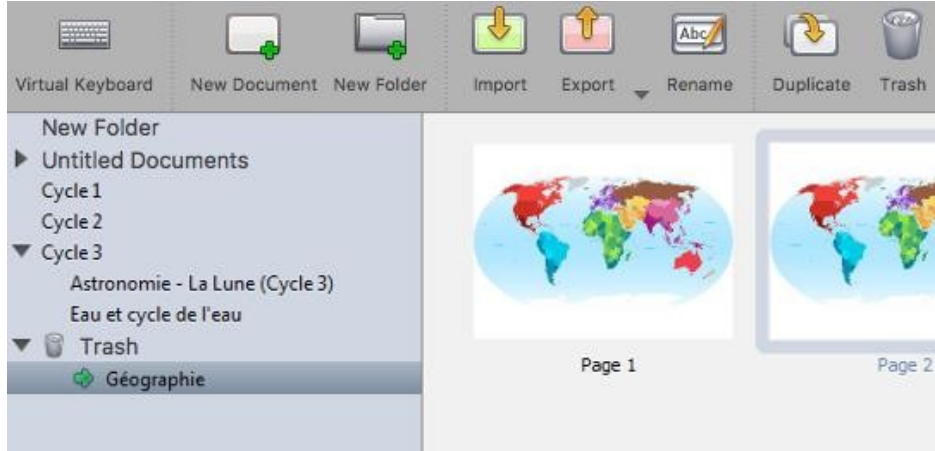 Abc
Virtual Keyboard New Document New Folder Import Export Rename Duplicate Trash
New Folder
Untitled Documents
Cycle 1
Cycle 2
Cycle 3
Astronomie - La Lune (Cycle 3)
Eau et cycle de l'eau
Trash
Géographie
Page 1 Page 2